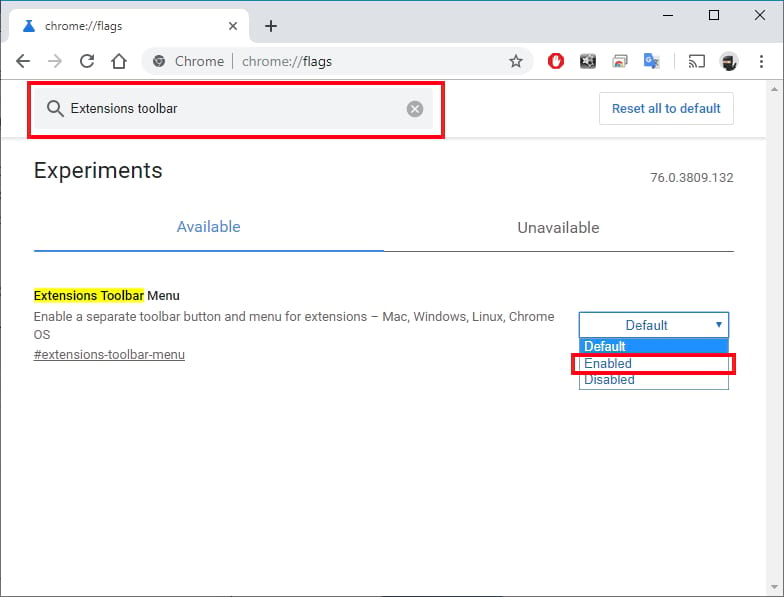 chrome://flags
Chrome | chrome://flags
Extensions toolbar
Reset all to default
Experiments
76.0.3809.132
Available
Unavailable
Extensions Toolbar Menu
Enable a separate toolbar button and menu for extensions – Mac, Windows, Linux, Chrome
OS
#extensions-toolbar-menu
Default
Default
Enabled
Disabled